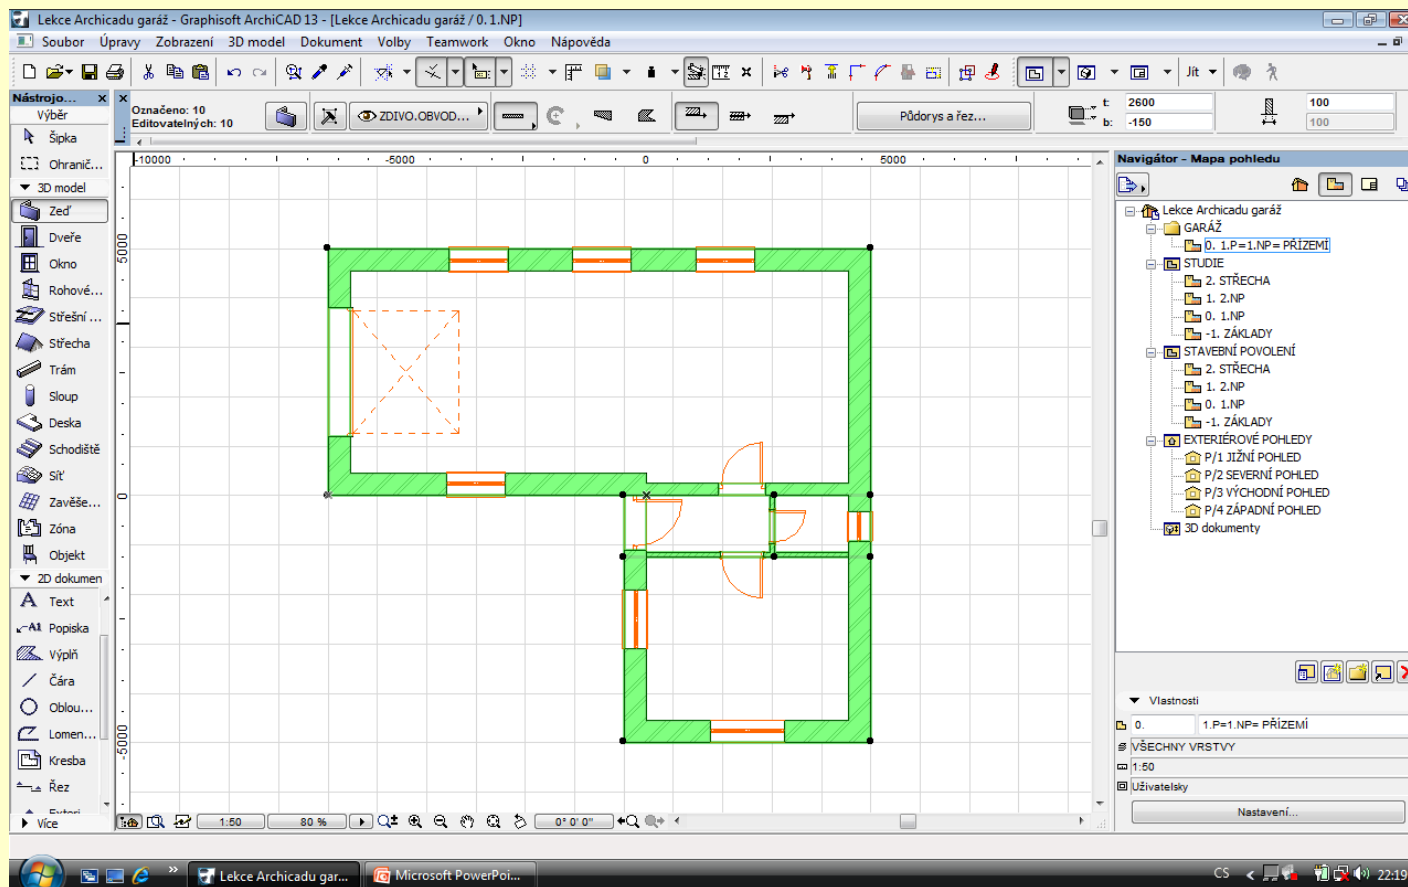 Lekce Archicadu garáž - Graphisoft ArchiCAD 13 - [Lekce Archicadu garáž / 0. 1.NP]
Soubor Úpravy Zobrazení 3D model Dokument Volby Teamwork Okno Nápověda
Jít
Nástrojo... x
Výběr
Šipka
Ohranič...
3D model
Zeď
Dveře
Okno
Rohové...
Střešní ...
Střecha
Trám
Sloup
Deska
Schodiště
Síť
Zavěše...
Zóna
Objekt
2D dokumen
Text
Popiska
Výplň
Čára
Oblou...
Lomen...
Kresba
Řez
Více
Označeno: 10
Editovatelných: 10
ZDIVO.OBVOD...
Půdorys a řez...
t: 2600
b: -150
100
100
-10000 -5000 0 5000
5000
0
-5000
1:50 80 % 0° 0' 0"
Navigátor - Mapa pohledu
Lekce Archicadu garáž
GARÁŽ
0. 1.P=1.NP= PŘÍZEMÍ
STUDIE
2. STŘECHA
1. 2.NP
0. 1.NP
-1. ZÁKLADY
STAVEBNÍ POVOLENÍ
2. STŘECHA
1. 2.NP
0. 1.NP
-1. ZÁKLADY
EXTERIÉROVÉ POHLEDY
P/1 JIŽNÍ POHLED
P/2 SEVERNÍ POHLED
P/3 VÝCHODNÍ POHLED
P/4 ZÁPADNÍ POHLED
3D dokumenty
Vlastnosti
0. 1.P=1.NP= PŘÍZEMÍ
VŠECHNY VRSTVY
1:50
Uživatelsky
Nastavení...
Lekce Archicadu gar... Microsoft PowerPoi... CS 22:19